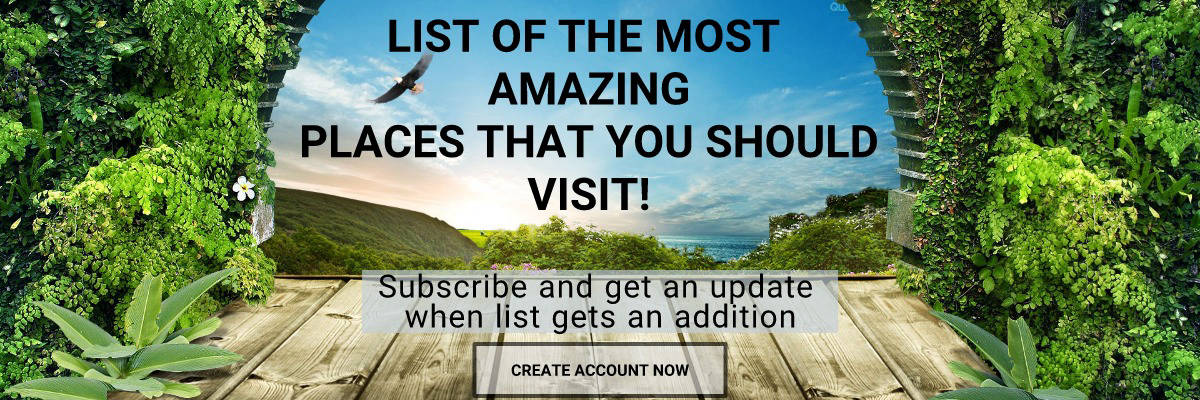 LIST OF THE MOST
AMAZING
PLACES THAT YOU SHOULD
VISIT!
Subscribe and get an update
when list gets an addition
CREATE ACCOUNT NOW